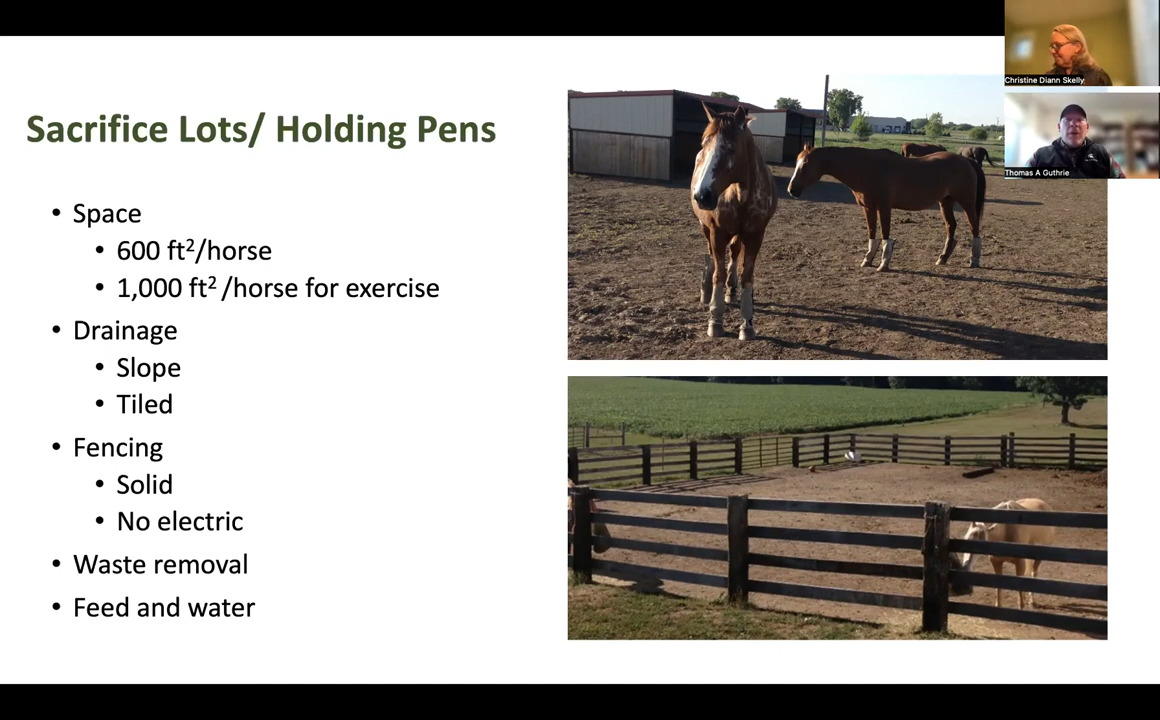 Sacrifice Lots/ Holding Pens
• Space
• 600 ft²/horse
• 1,000 ft² /horse for exercise
• Drainage
• Slope
• Tiled
• Fencing
• Solid
• No electric
• Waste removal
• Feed and water
Christine Diann Skelly
Thomas A Guthrie